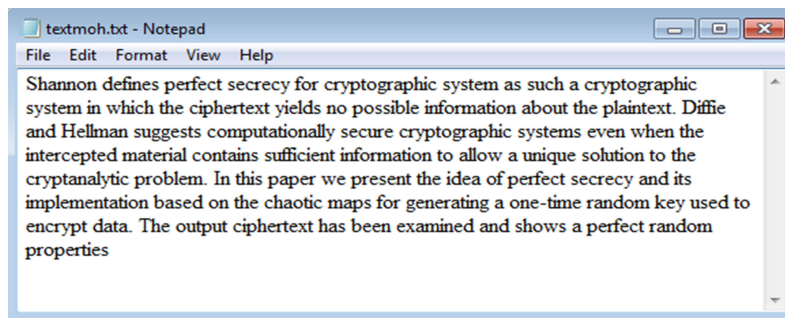 textmoh.txt - Notepad
File Edit Format View Help
Shannon defines perfect secrecy for cryptographic system as such a cryptographic
system in which the ciphertext yields no possible information about the plaintext. Diffie
and Hellman suggests computationally secure cryptographic systems even when the
intercepted material contains sufficient information to allow a unique solution to the
cryptanalytic problem. In this paper we present the idea of perfect secrecy and its
implementation based on the chaotic maps for generating a one-time random key used to
encrypt data. The output ciphertext has been examined and shows a perfect random
properties